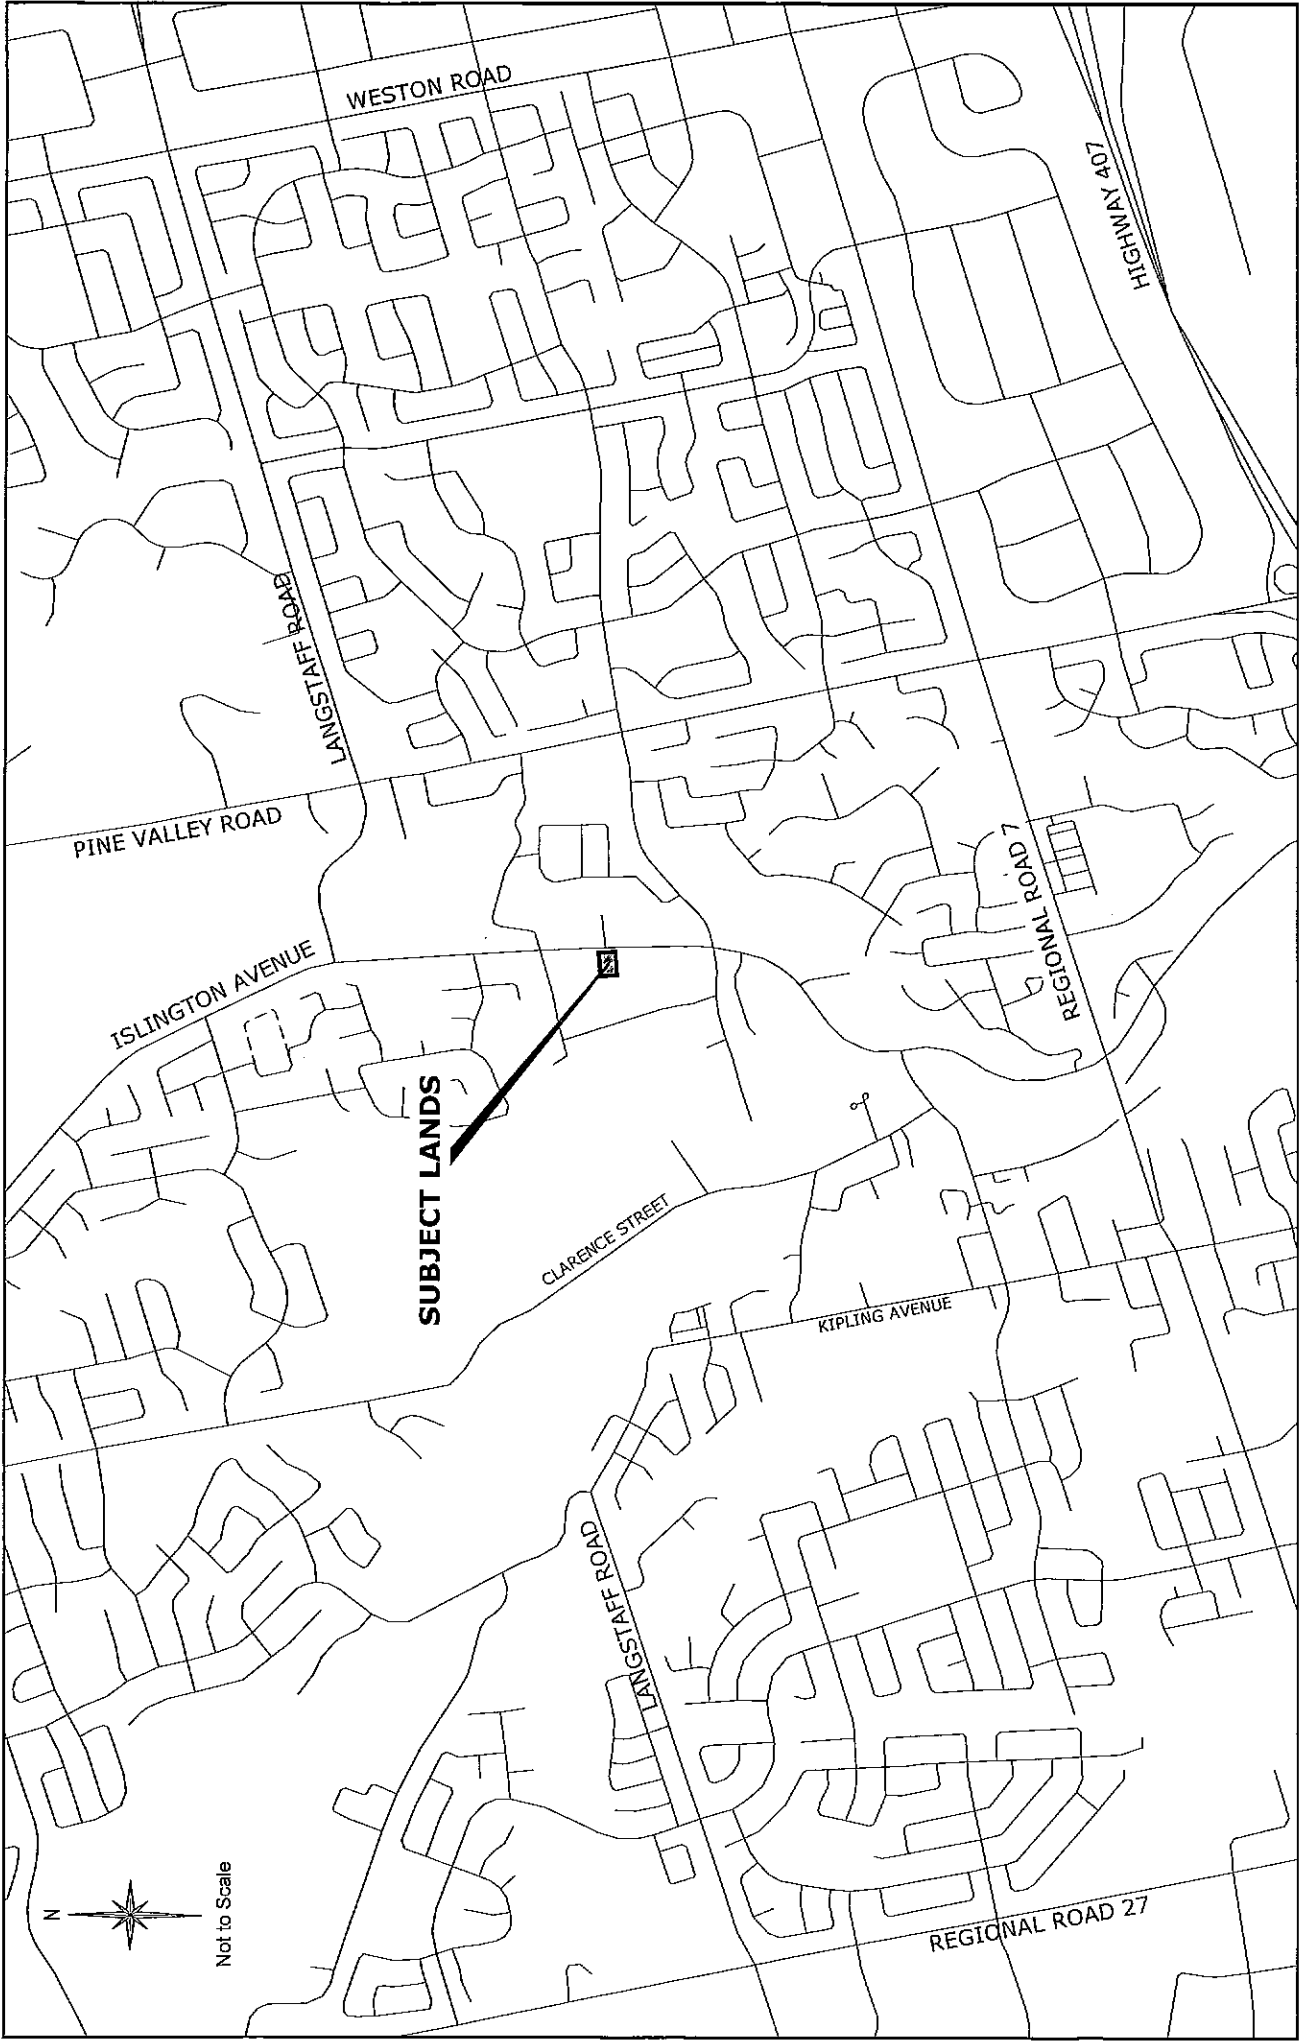 N
Not to Scale
REGIONAL ROAD 27
LANGSTAFF ROAD
KIPLING AVENUE
CLARENCE STREET
SUBJECT LANDS
ISLINGTON AVENUE
REGIONAL ROAD 7
PINE VALLEY ROAD
LANGSTAFF ROAD
HIGHWAY 407
WESTON ROAD